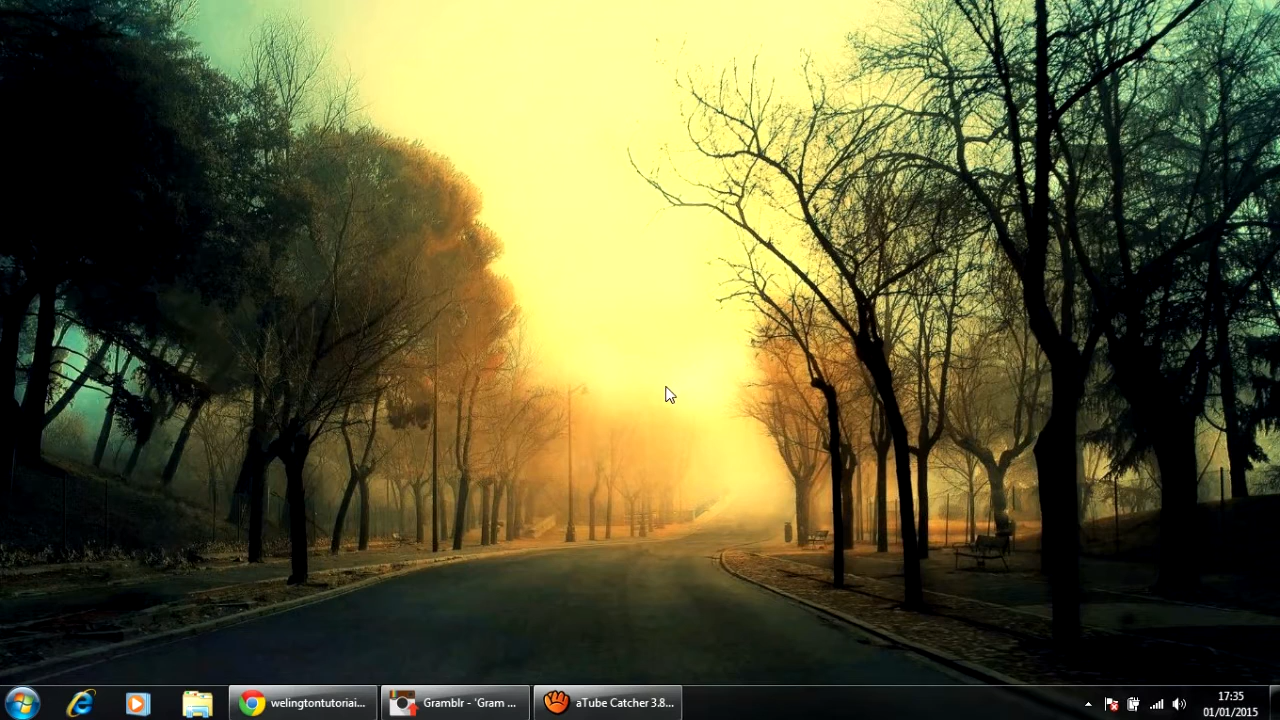 welingtontutoriai...
Gramblr - 'Gram ...
aTube Catcher 3.8...
17:35
01/01/2015